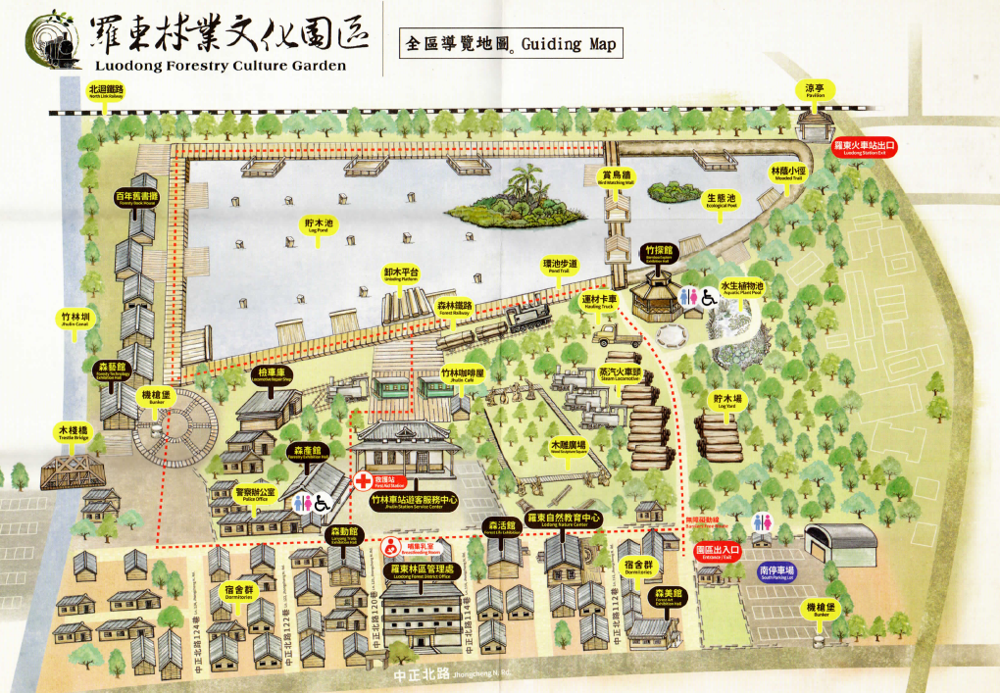 羅東林業文化園區
Luodong Forestry Culture Garden
全區導覽地圖。Guiding Map
北迴鐵路
North Link Railway
涼亭
Pavilion
羅東火車站出口
Luodong Station Exit
賞鳥牆
Bird Watching Wall
林蔭小徑
Wooded Trail
百年舊書攤
Forestry Book House
生態池
Ecological Pond
貯木池
Log Pond
竹探館
環池步道
Pond Trail
卸木平台
Unloading Platform
水生植物池
Aquatic Plant Pool
運材卡車
Hauling Truck
森林鐵路
Forest Railway
竹林圳
Jhulin Canal
森藝館
Forestry Technology
Exhibition Hall
檢車庫
Locomotive Repair Shop
竹林咖啡屋
Jhulin Café
蒸汽火車頭
Steam Locomotives
機槍堡
Bunker
貯木場
Log Yard
木棧橋
Trestle Bridge
森產館
Forestry Exhibition Hall
木雕廣場
Wood Sculpture Square
救護站
First Aid Station
警察辦公室
Police Office
竹林車站遊客服務中心
Jhulin Station Service Center
羅東自然教育中心
Lodong Nature Center
森活館
Forest Life Exhibition
森動館
Lanyang Trails
Exhibition Hall
無障礙動線
Barriers Free Route
哺集乳室
Breastfeeding Room
園區出入口
Entrance / Exit
羅東林區管理處
Luodong Forest District Office
宿舍群
Dormitories
南停車場
South Parking Lot
宿舍群
Dormitories
森美館
Forest Art
Exhibition Hall
機槍堡
Bunker
中正北路124巷
中正北路122巷
中正北路120巷
中正北路114巷
中正北路112巷
中正北路 Jhongcheng N. Rd.